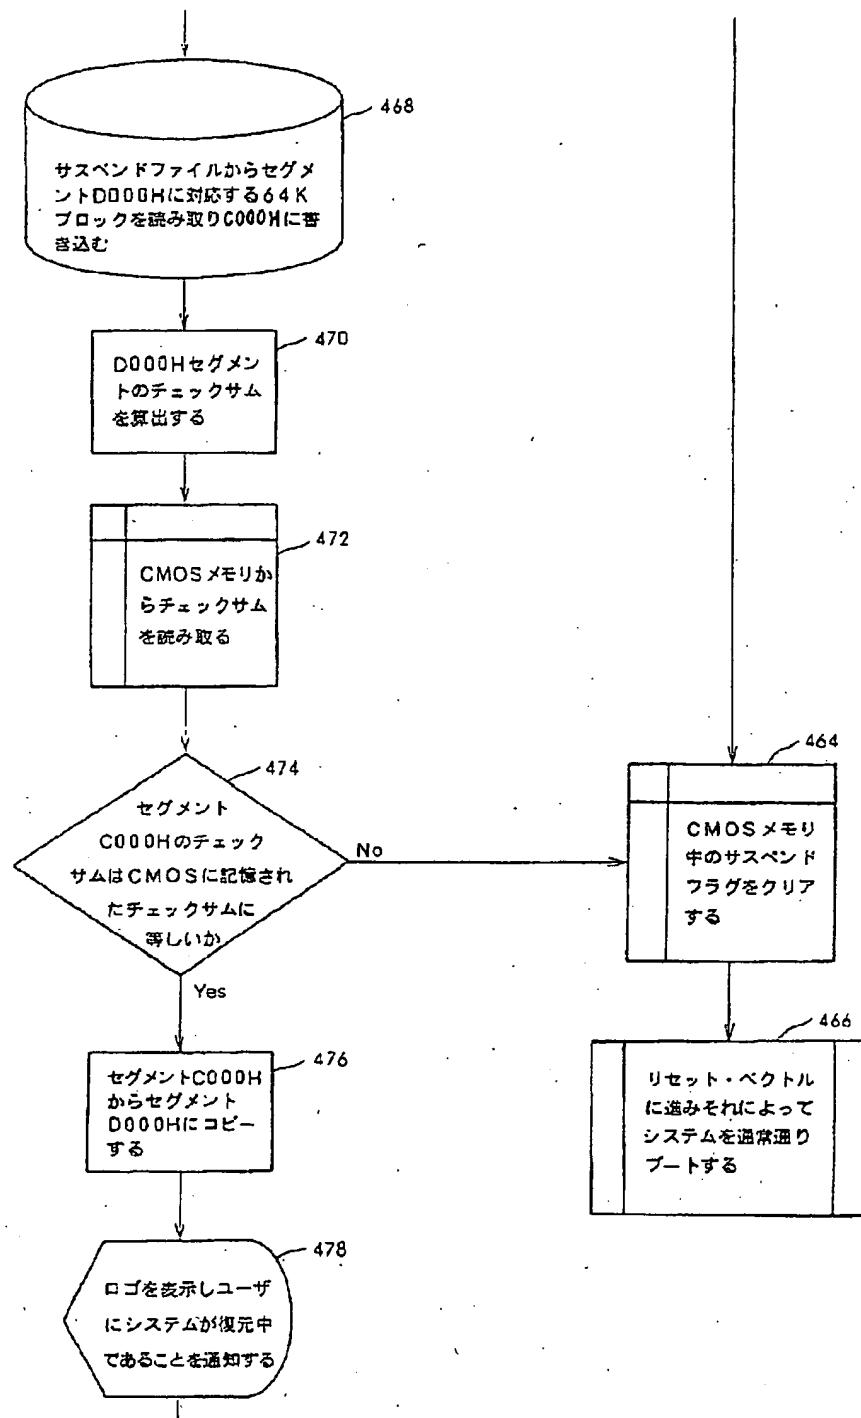 468
サスペンドファイルからセグメ
ントD000Hに対応する64K
ブロックを読み取りC000Hに書
き込む
470
D000Hセグメン
トのチェックサム
を算出する
472
CMOSメモリか
らチェックサム
を読み取る
474
セグメント
C000Hのチェック
サムはCMOSに記憶され
たチェックサムに
等しいか
No
Yes
464
CMOSメモリ
中のサスペンド
フラグをクリア
する
466
リセット・ベクトル
に進みそれによって
システムを通常通り
ブートする
476
セグメントC000H
からセグメント
D000Hにコピー
する
478
ロゴを表示しユーザ
にシステムが復元中
であることを通知する